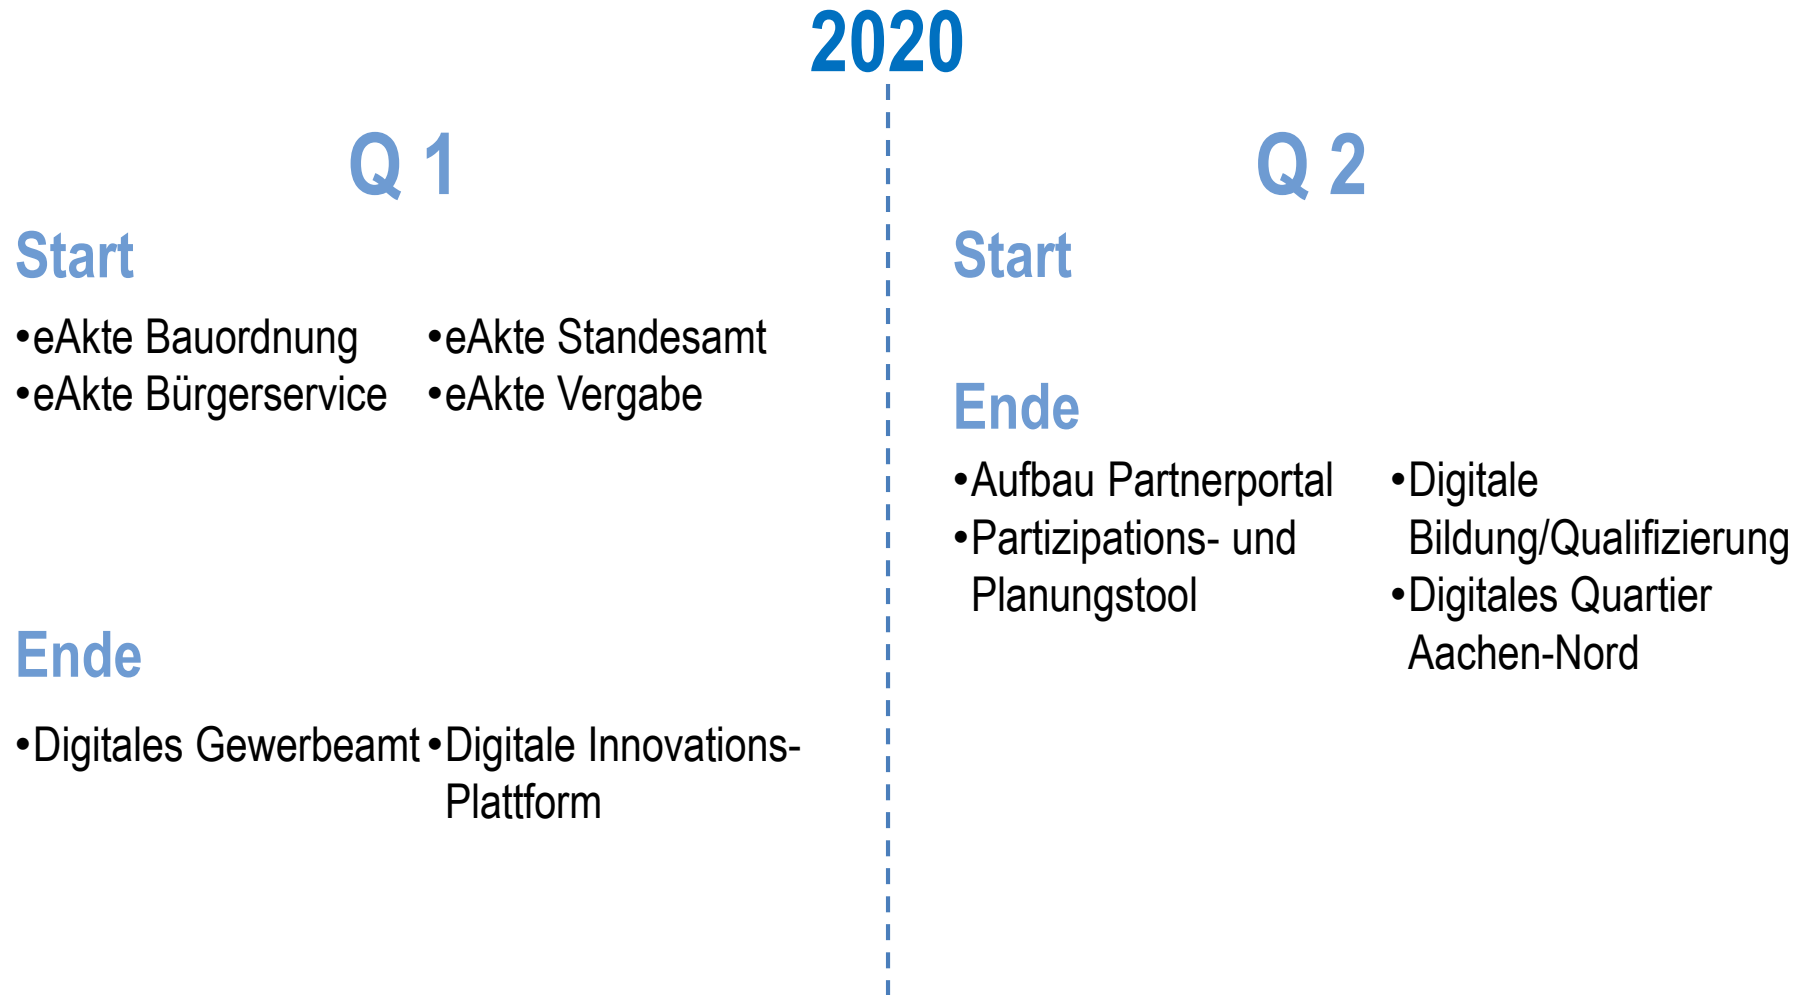 2020
Q 1
Start
•eAkte Bauordnung
•eAkte Bürgerservice
•eAkte Standesamt
•eAkte Vergabe
Ende
•Digitales Gewerbeamt
•Digitale Innovations-
Plattform
Q 2
Start
Ende
•Aufbau Partnerportal
•Partizipations- und
Planungstool
•Digitale
Bildung/Qualifizierung
•Digitales Quartier
Aachen-Nord